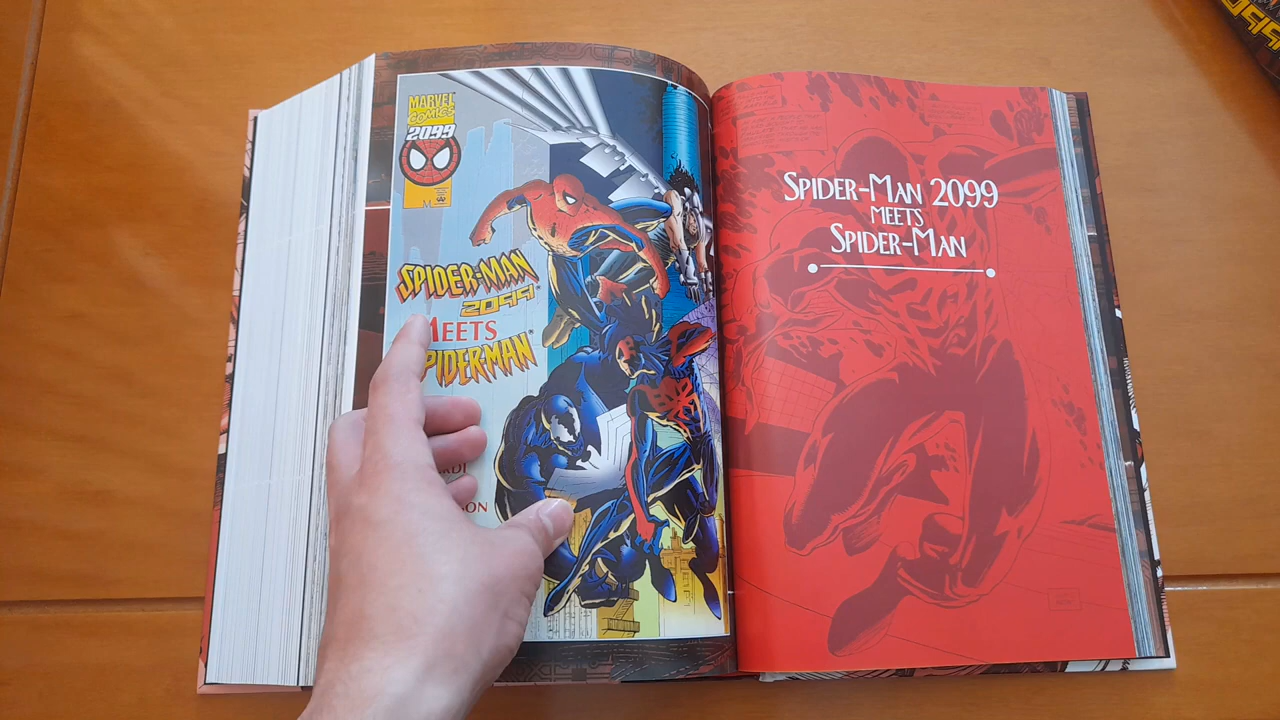 MARVEL
COMICS
2099
M
SPIDER-MAN
2099
MEETS
SPIDER-MAN
SPIDER-MAN 2099
MEETS
SPIDER-MAN